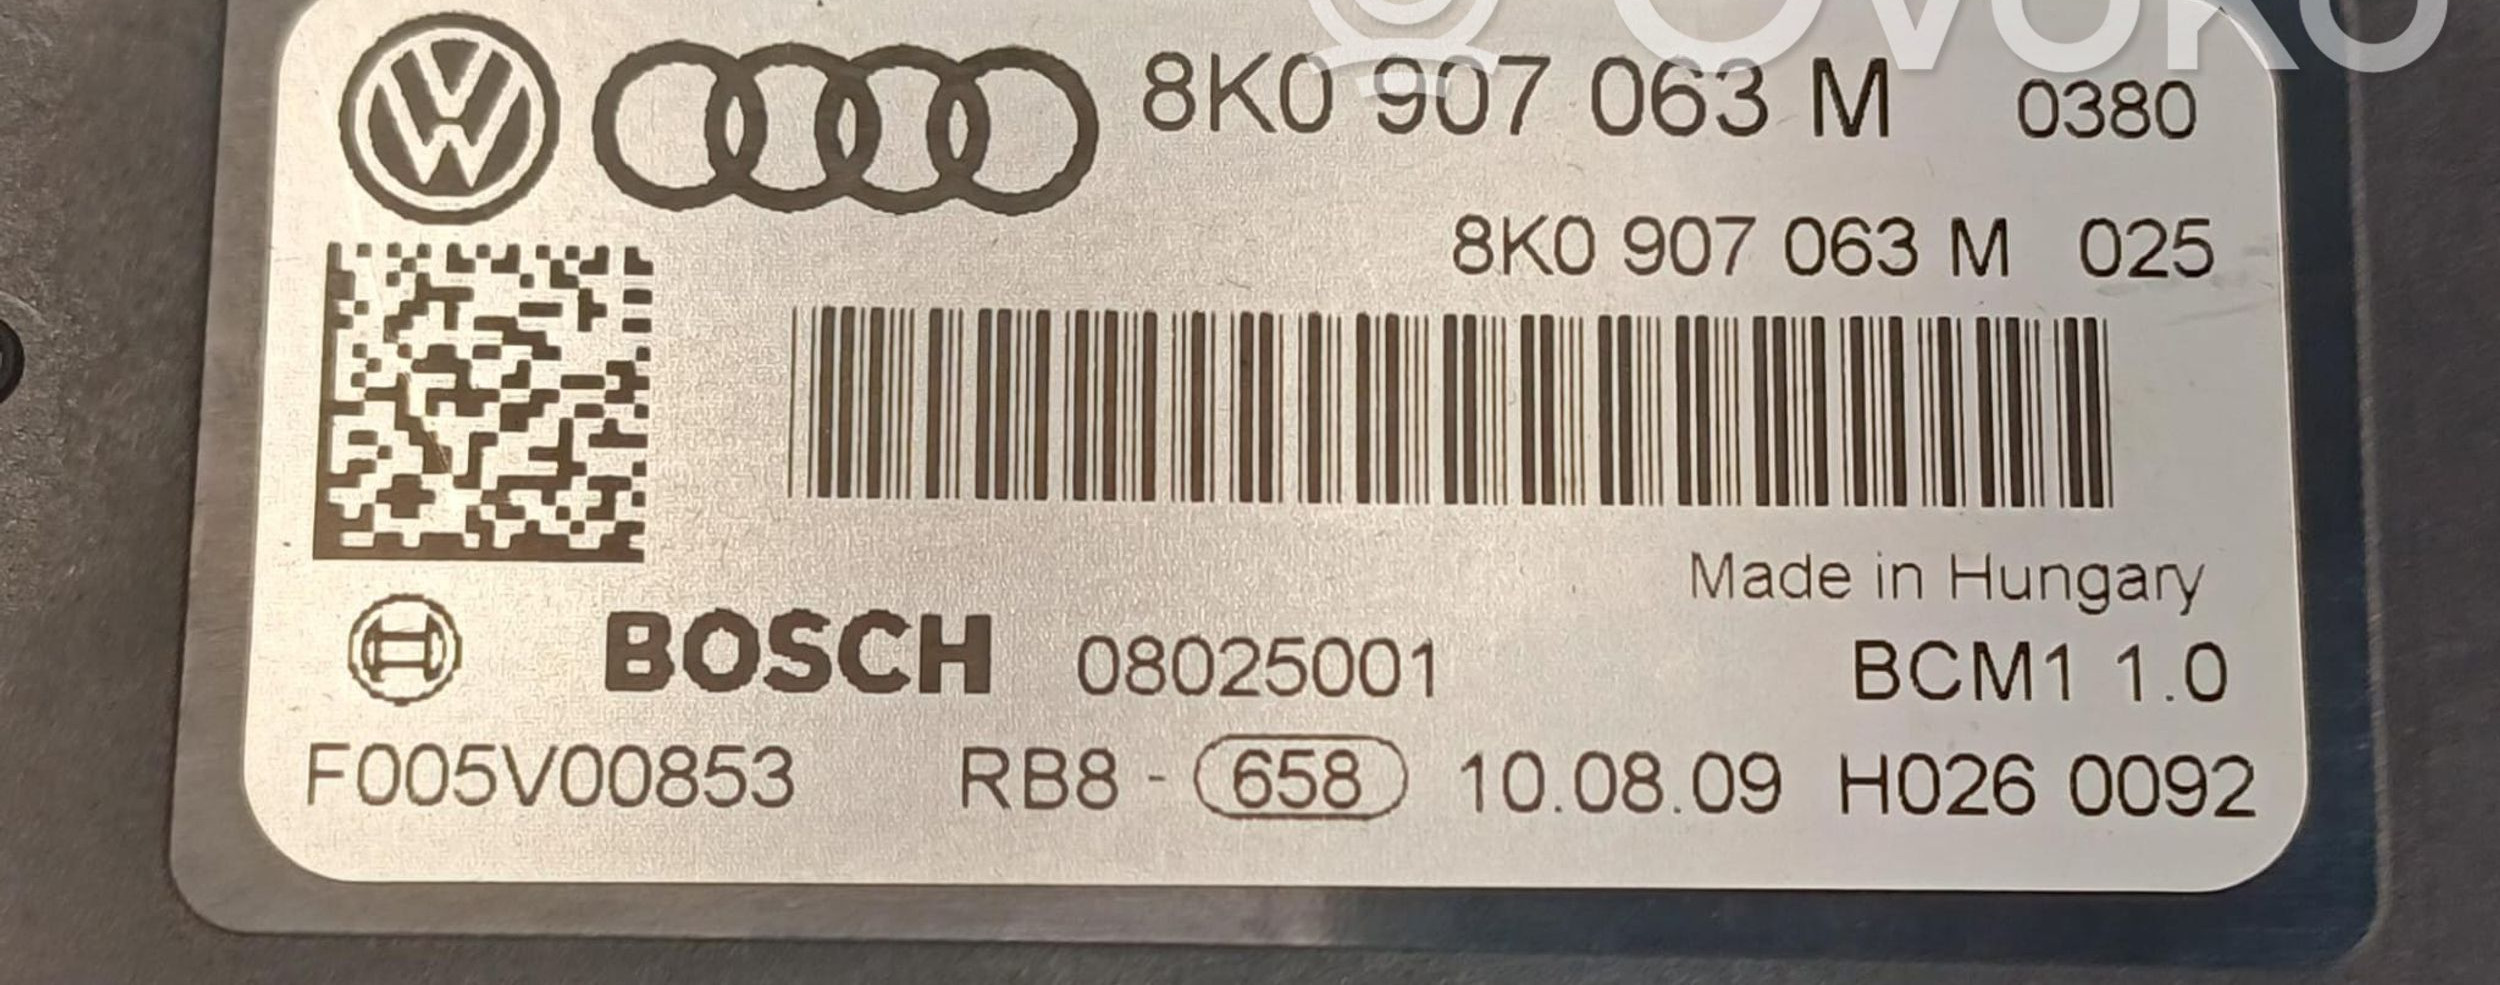 OVOKO
8K0 907 063 M 0380
8K0 907 063 M 025
Made in Hungary
BOSCH 08025001 BCM1 1.0
F005V00853 RB8 - 658 10.08.09 H026 0092